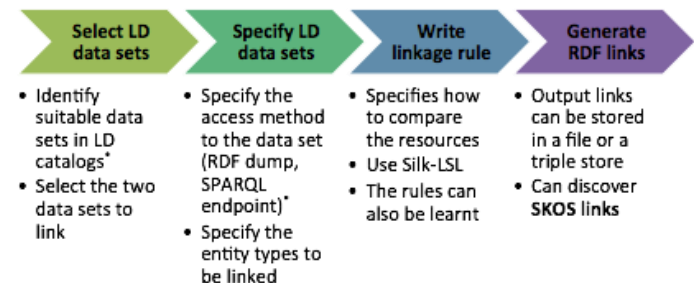 Select LD
data sets
Specify LD
data sets
Write
linkage rule
Generate
RDF links
• Identify
suitable data
sets in LD
catalogs*
• Select the two
data sets to
link
• Specify the
access method
to the data set
(RDF dump,
SPARQL
endpoint)*
• Specify the
entity types to
be linked
• Specifies how
to compare
the resources
• Use Silk-LSL
• The rules can
also be learnt
• Output links
can be stored
in a file or a
triple store
• Can discover
SKOS links